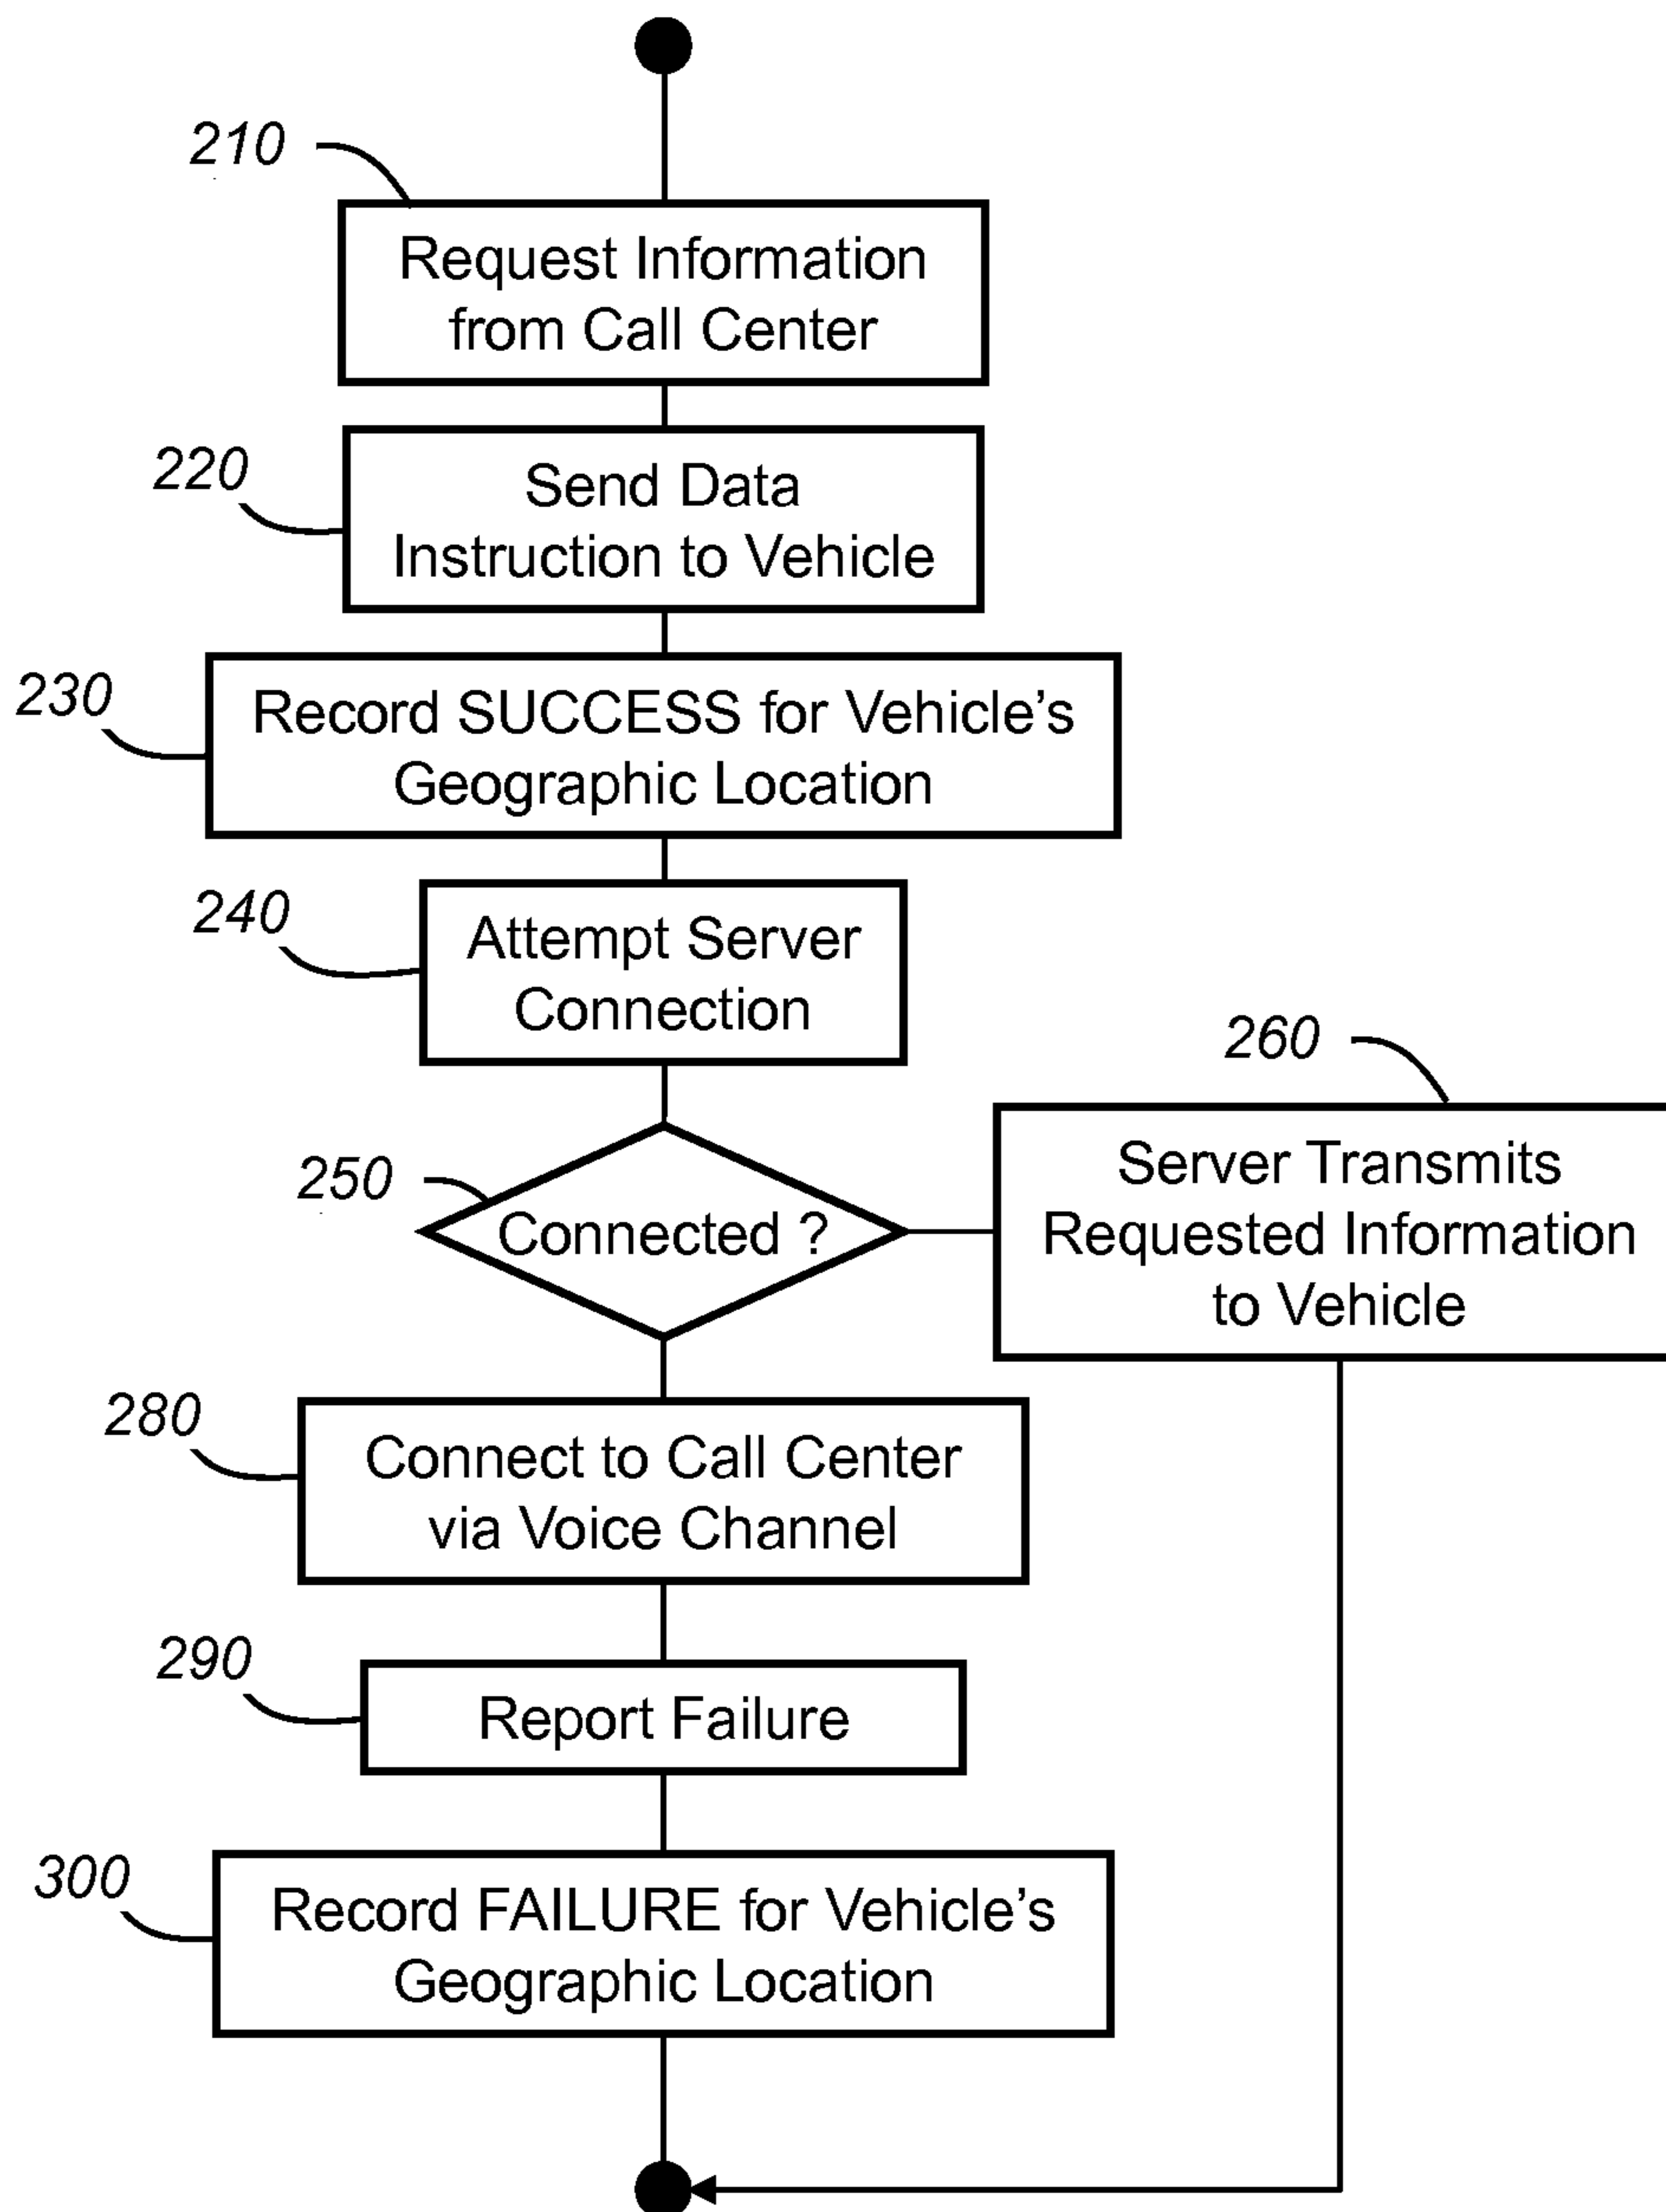 210
Request Information
from Call Center
220
Send Data
Instruction to Vehicle
230
Record SUCCESS for Vehicle’s
Geographic Location
240
Attempt Server
Connection
250
Connected ?
260
Server Transmits
Requested Information
to Vehicle
280
Connect to Call Center
via Voice Channel
290
Report Failure
300
Record FAILURE for Vehicle’s
Geographic Location